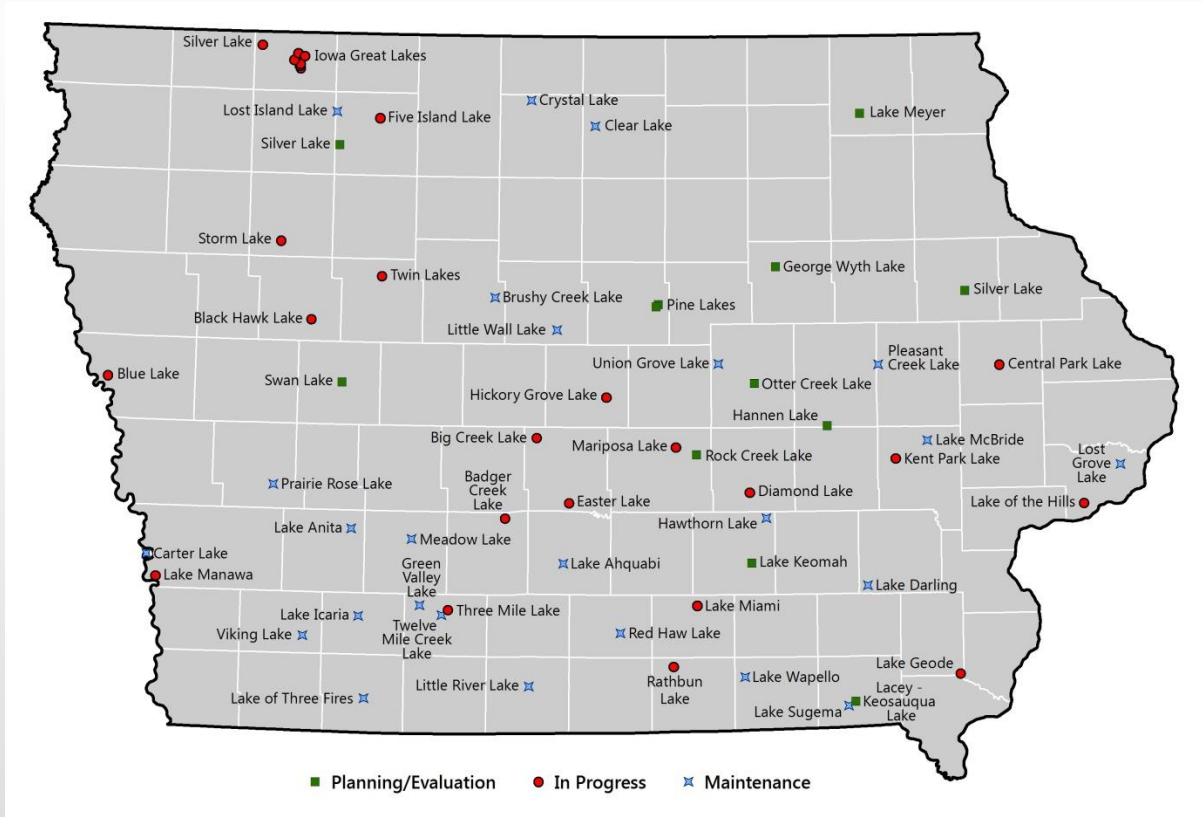 Silver Lake
Iowa Great Lakes
Lost Island Lake
Five Island Lake
Crystal Lake
Clear Lake
Lake Meyer
Silver Lake
Storm Lake
Twin Lakes
George Wyth Lake
Silver Lake
Brushy Creek Lake
Pine Lakes
Black Hawk Lake
Little Wall Lake
Blue Lake
Swan Lake
Union Grove Lake
Pleasant
Creek Lake
Central Park Lake
Otter Creek Lake
Hickory Grove Lake
Hannen Lake
Big Creek Lake
Mariposa Lake
Rock Creek Lake
Lake McBride
Kent Park Lake
Lost
Grove
Lake
Prairie Rose Lake
Badger
Creek
Lake
Easter Lake
Diamond Lake
Lake of the Hills
Lake Anita
Meadow Lake
Hawthorn Lake
Carter Lake
Lake Manawa
Green
Valley
Lake
Lake Ahquabi
Lake Keomah
Lake Darling
Lake Icaria
Three Mile Lake
Lake Miami
Viking Lake
Twelve
Mile Creek
Lake
Red Haw Lake
Lake of Three Fires
Little River Lake
Rathbun
Lake
Lake Wapello
Lake Geode
Lake Sugema
Lacey -
Keosauqua
Lake
Planning/Evaluation
In Progress
Maintenance